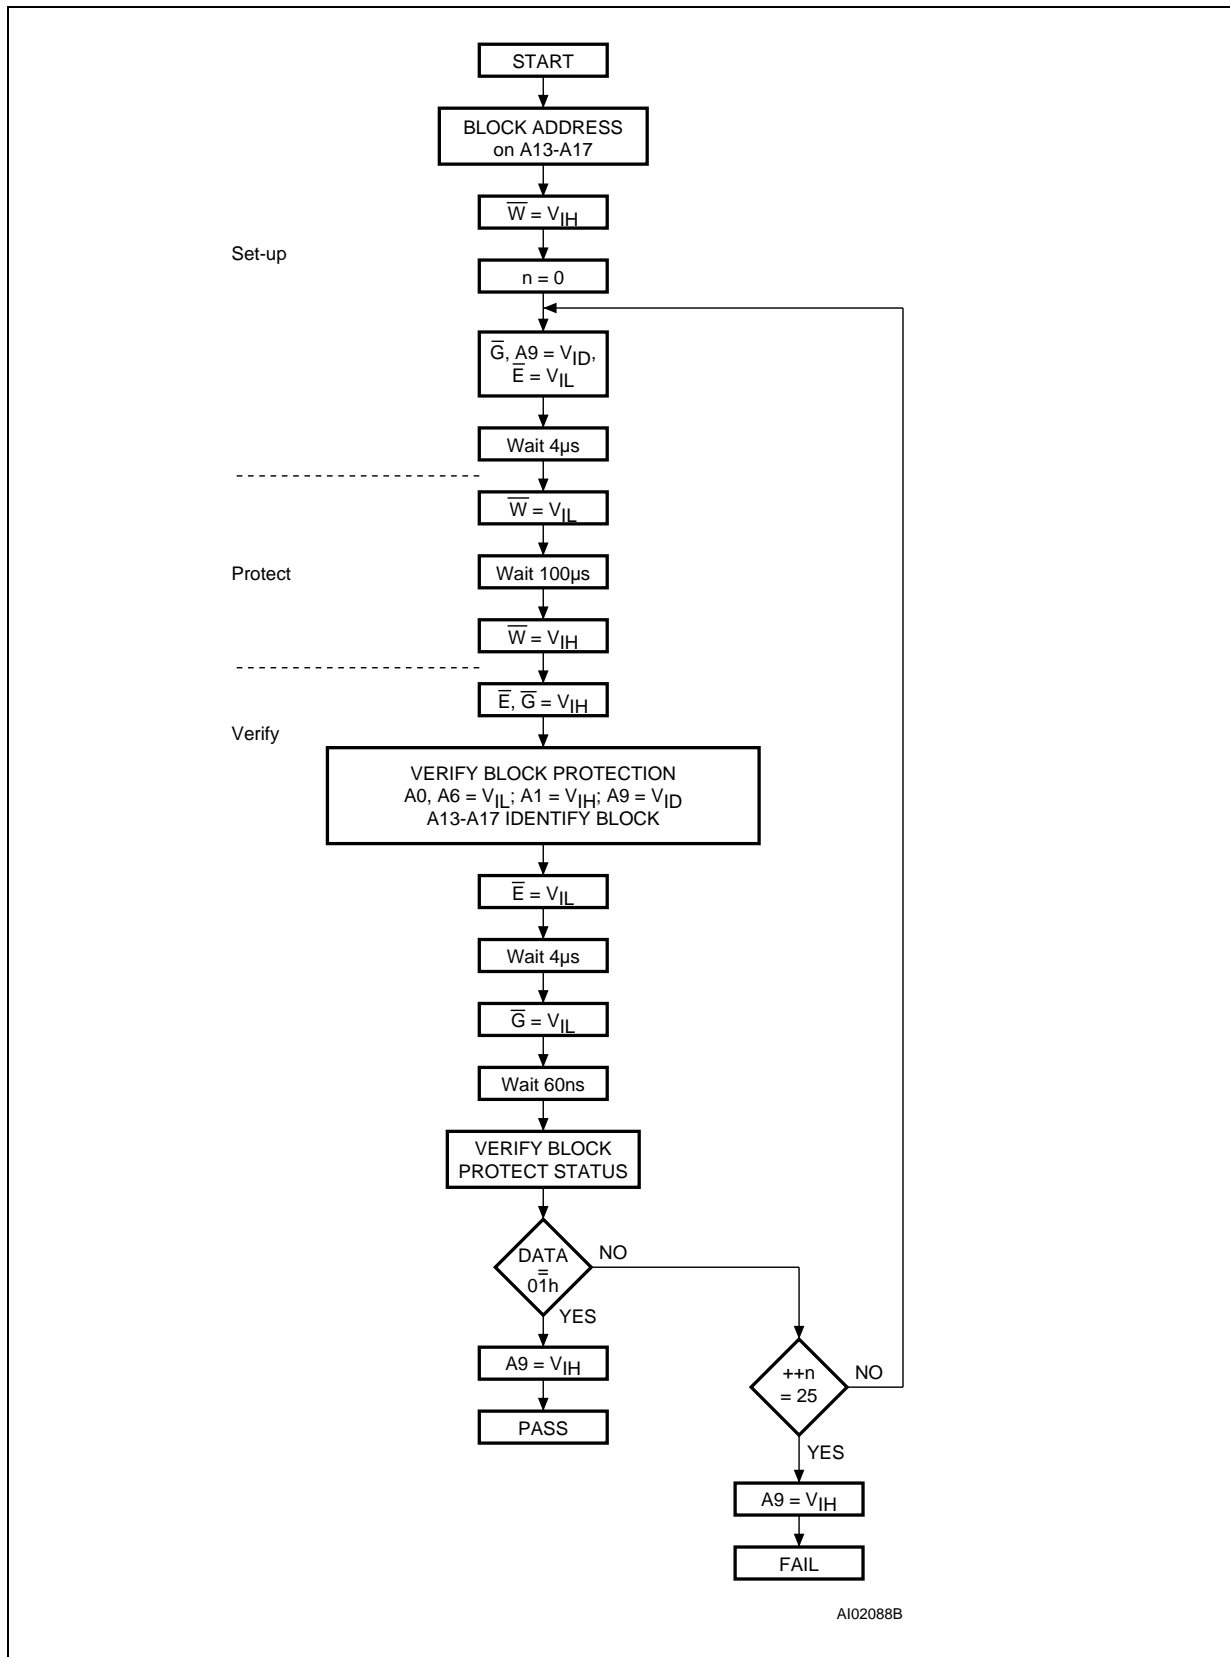 START
BLOCK ADDRESS
on A13-A17
W̅ = VIH
Set-up
n = 0
G̅, A9 = VID,
E̅ = VIL
Wait 4µs
W̅ = VIL
Protect
Wait 100µs
W̅ = VIH
E̅, G̅ = VIH
Verify
VERIFY BLOCK PROTECTION
A0, A6 = VIL; A1 = VIH; A9 = VID
A13-A17 IDENTIFY BLOCK
E̅ = VIL
Wait 4µs
G̅ = VIL
Wait 60ns
VERIFY BLOCK
PROTECT STATUS
DATA
=
01h
NO
YES
A9 = VIH
PASS
++n
= 25
NO
YES
A9 = VIH
FAIL
AI02088B